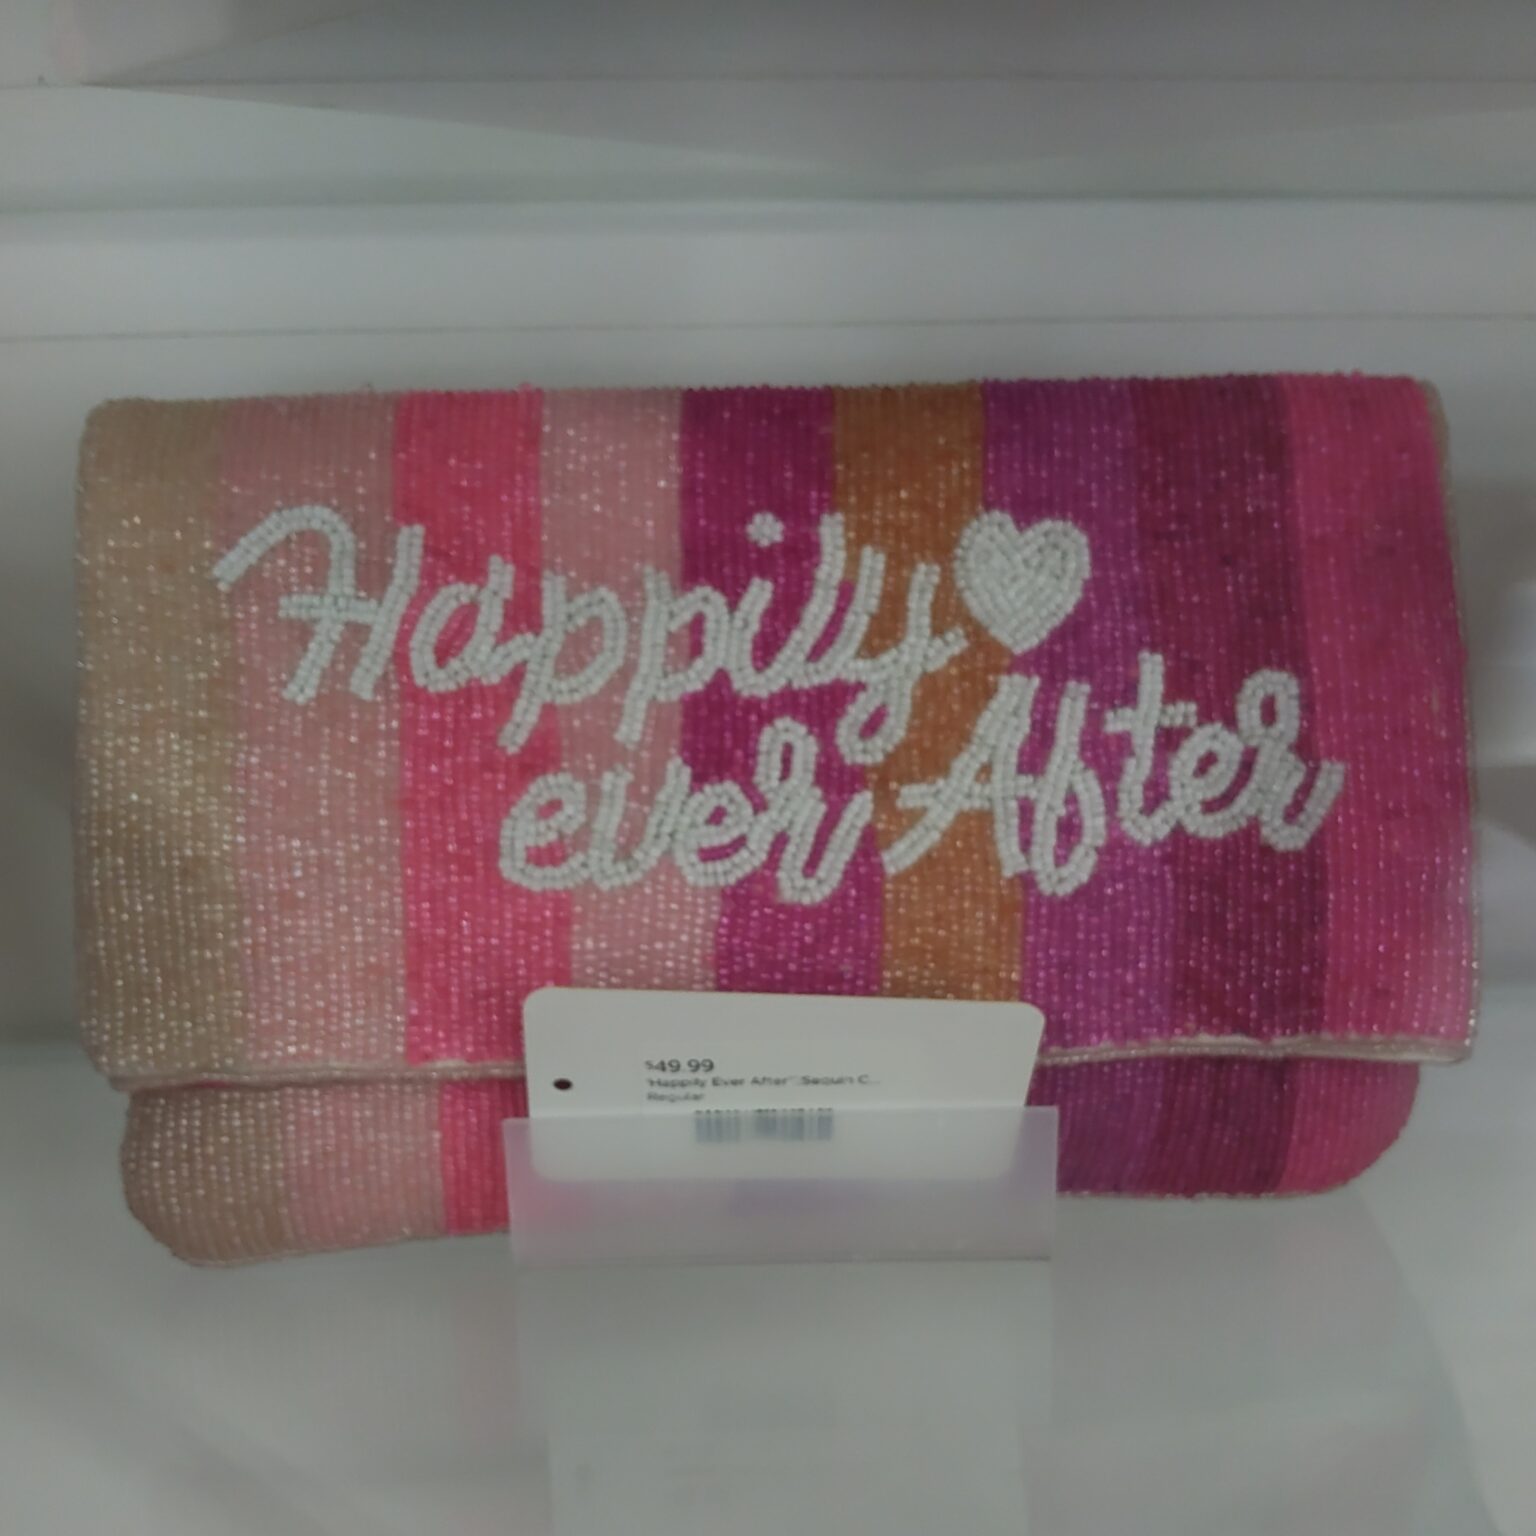 Happily
ever After
$49.99
"Happily Ever After" Sequin C...
Regular